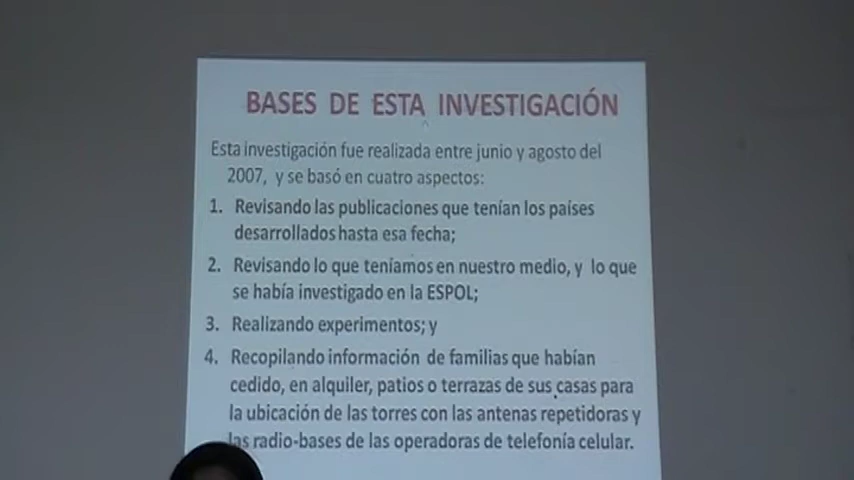 BASES DE ESTA INVESTIGACIÓN
Esta investigación fue realizada entre junio y agosto del
2007, y se basó en cuatro aspectos:
1. Revisando las publicaciones que tenían los países
desarrollados hasta esa fecha;
2. Revisando lo que teníamos en nuestro medio, y lo que
se había investigado en la ESPOL;
3. Realizando experimentos; y
4. Recopilando información de familias que habían
cedido, en alquiler, patios o terrazas de sus casas para
la ubicación de las torres con las antenas repetidoras y
las radio-bases de las operadoras de telefonía celular.